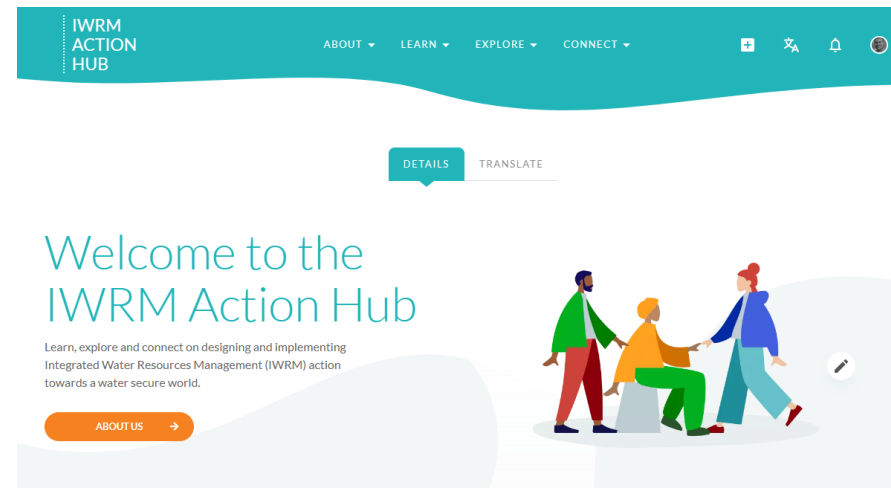 IWRM
ACTION
HUB
ABOUT
LEARN
EXPLORE
CONNECT
DETAILS
TRANSLATE
Welcome to the
IWRM Action Hub
Learn, explore and connect on designing and implementing
Integrated Water Resources Management (IWRM) action
towards a water secure world.
ABOUT US